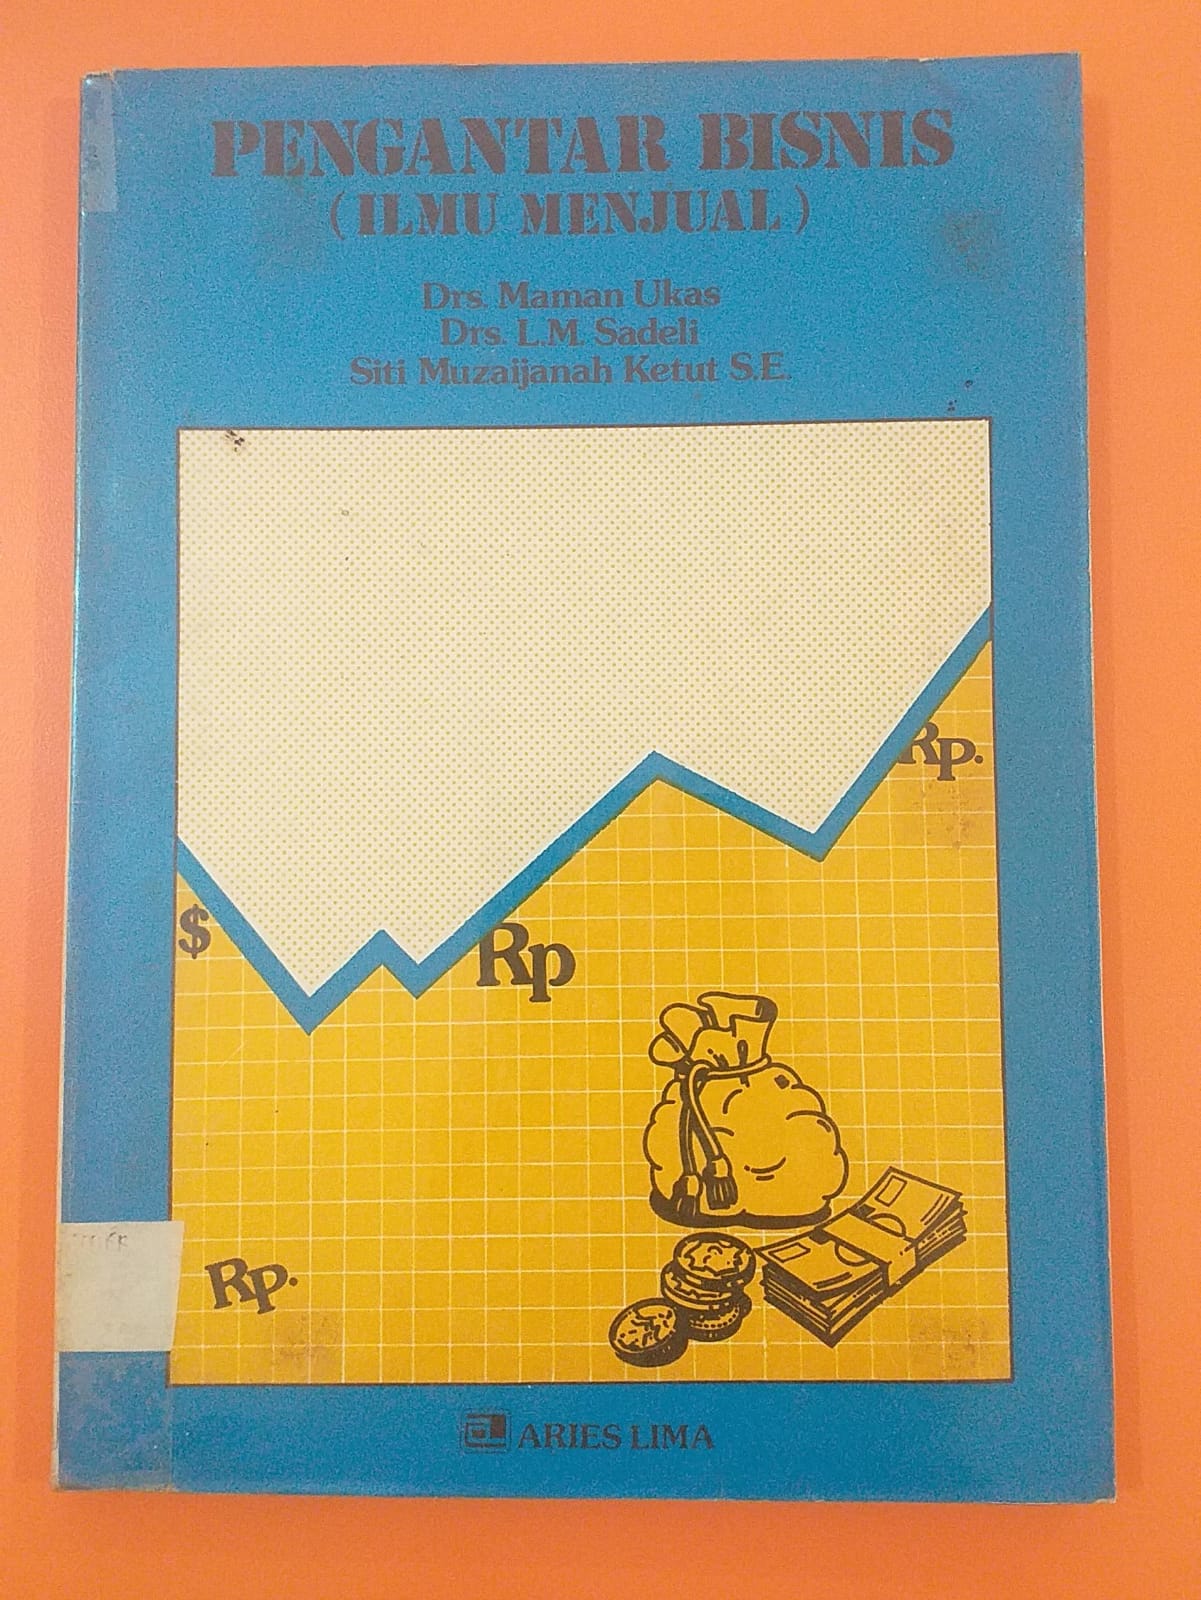 PENGANTAR BISNIS
(ILMU MENJUAL)
Drs. Maman Ukas
Drs. L.M. Sadeli
Siti Muzaijanah Ketut S.E.
Rp.
$
Rp
Rp.
ARIES LIMA